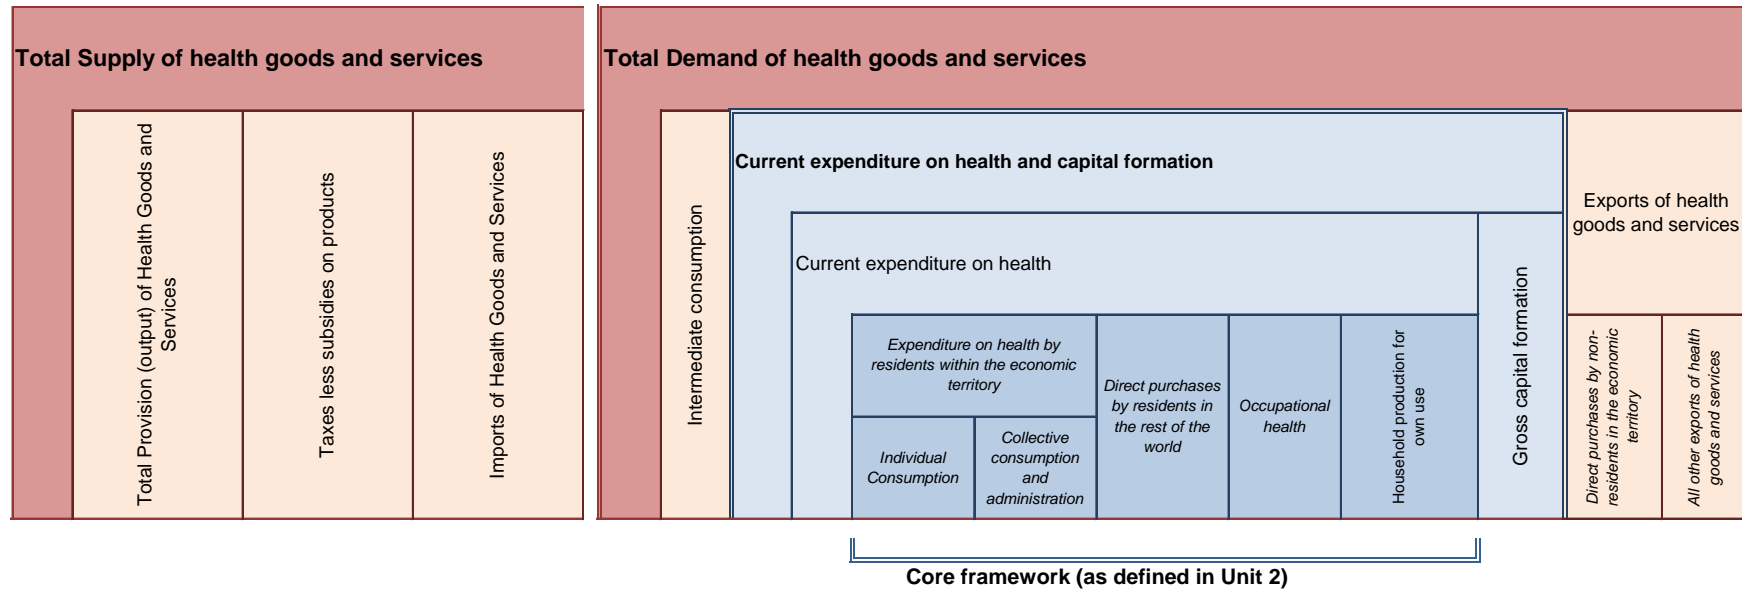 Total Supply of health goods and services
Total Provision (output) of Health Goods and
Services
Taxes less subsidies on products
Imports of Health Goods and Services
Total Demand of health goods and services
Intermediate consumption
Current expenditure on health and capital formation
Current expenditure on health
Expenditure on health by
residents within the economic
territory
Individual
Consumption
Collective
consumption
and
administration
Direct purchases
by residents in
the rest of the
world
Occupational
health
Household production for
own use
Gross capital formation
Exports of health
goods and services
Direct purchases by non-
residents in the economic
territory
All other exports of health
goods and services
Core framework (as defined in Unit 2)